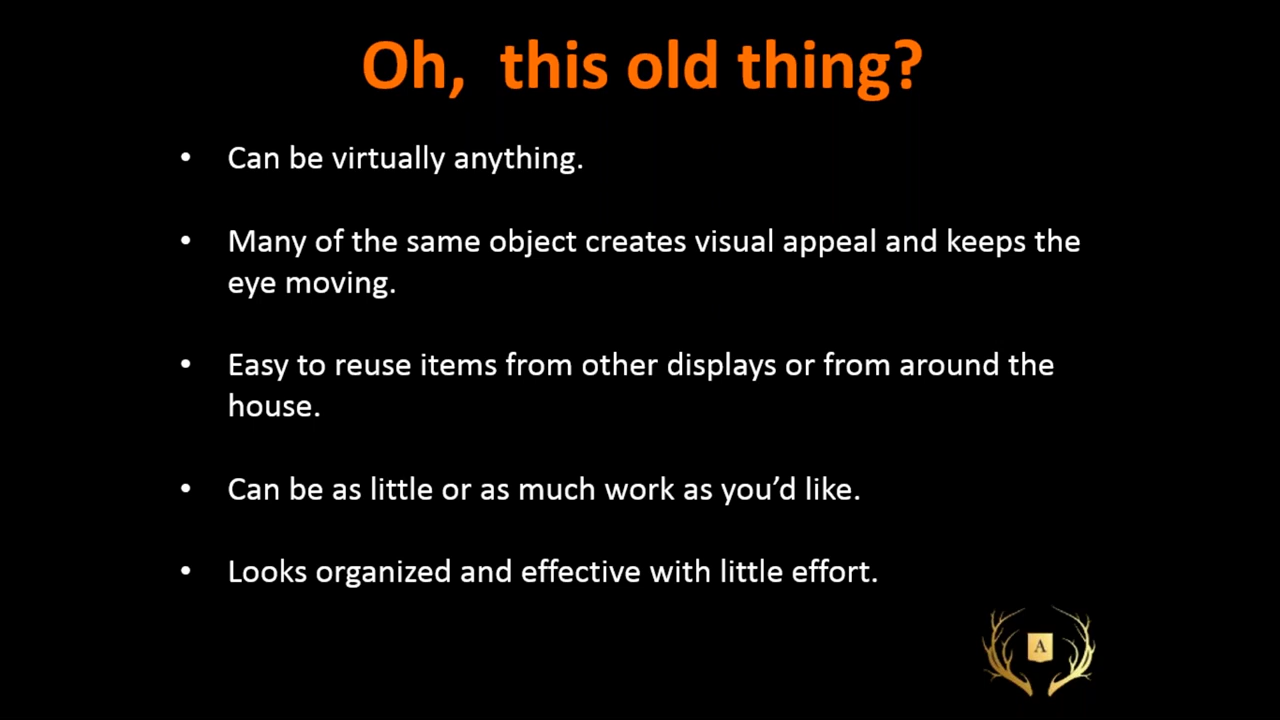 Oh,  this old thing?
• Can be virtually anything.
• Many of the same object creates visual appeal and keeps the
eye moving.
• Easy to reuse items from other displays or from around the
house.
• Can be as little or as much work as you’d like.
• Looks organized and effective with little effort.
A